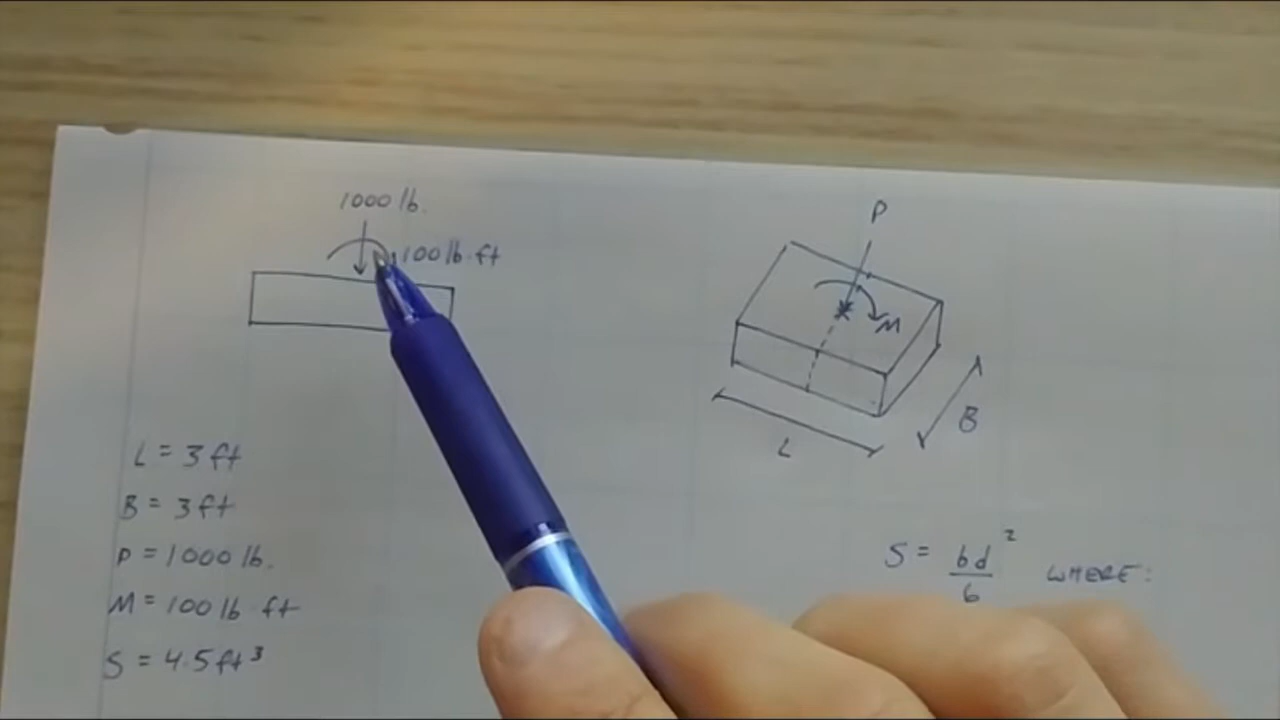 1000 lb.
100 lb·ft
P
M
B
L
L = 3 ft
B = 3 ft
P = 1000 lb.
M = 100 lb·ft
S = 4.5 ft³
S = bd²/6 WHERE: